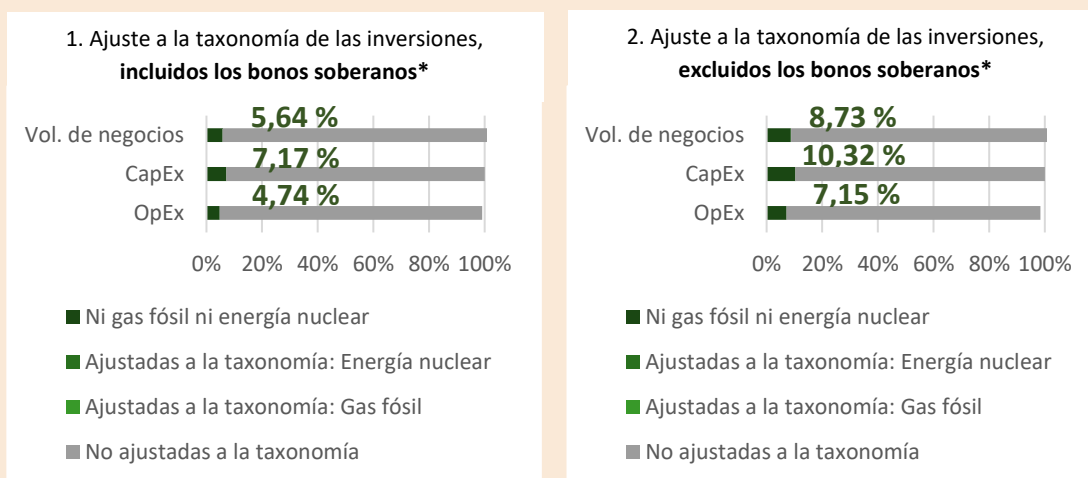 1. Ajuste a la taxonomía de las inversiones,
incluidos los bonos soberanos*
Vol. de negocios
5,64 %
CapEx
7,17 %
OpEx
4,74 %
0% 20% 40% 60% 80% 100%
Ni gas fósil ni energía nuclear
Ajustadas a la taxonomía: Energía nuclear
Ajustadas a la taxonomía: Gas fósil
No ajustadas a la taxonomía
2. Ajuste a la taxonomía de las inversiones,
excluidos los bonos soberanos*
Vol. de negocios
8,73 %
CapEx
10,32 %
OpEx
7,15 %
0% 20% 40% 60% 80% 100%
Ni gas fósil ni energía nuclear
Ajustadas a la taxonomía: Energía nuclear
Ajustadas a la taxonomía: Gas fósil
No ajustadas a la taxonomía